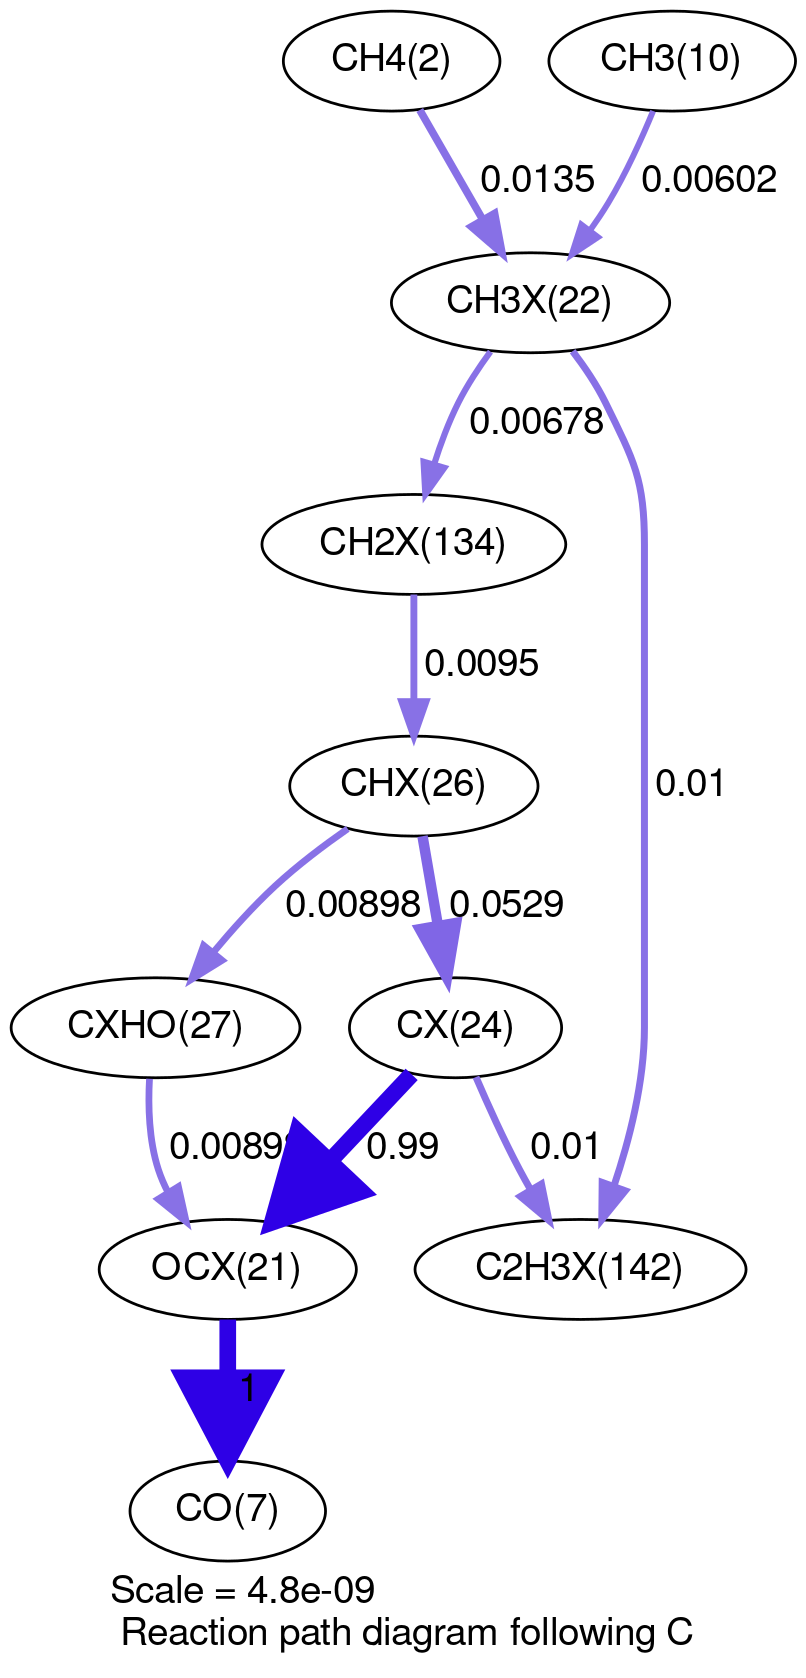 CH4(2)
CH3(10)
0.0135
0.00602
CH3X(22)
0.00678
CH2X(134)
0.0095
0.01
CHX(26)
0.00898
0.0529
CXHO(27)
CX(24)
0.99
0.01
OCX(21)
C2H3X(142)
1
CO(7)
Scale = 4.8e-09
Reaction path diagram following C